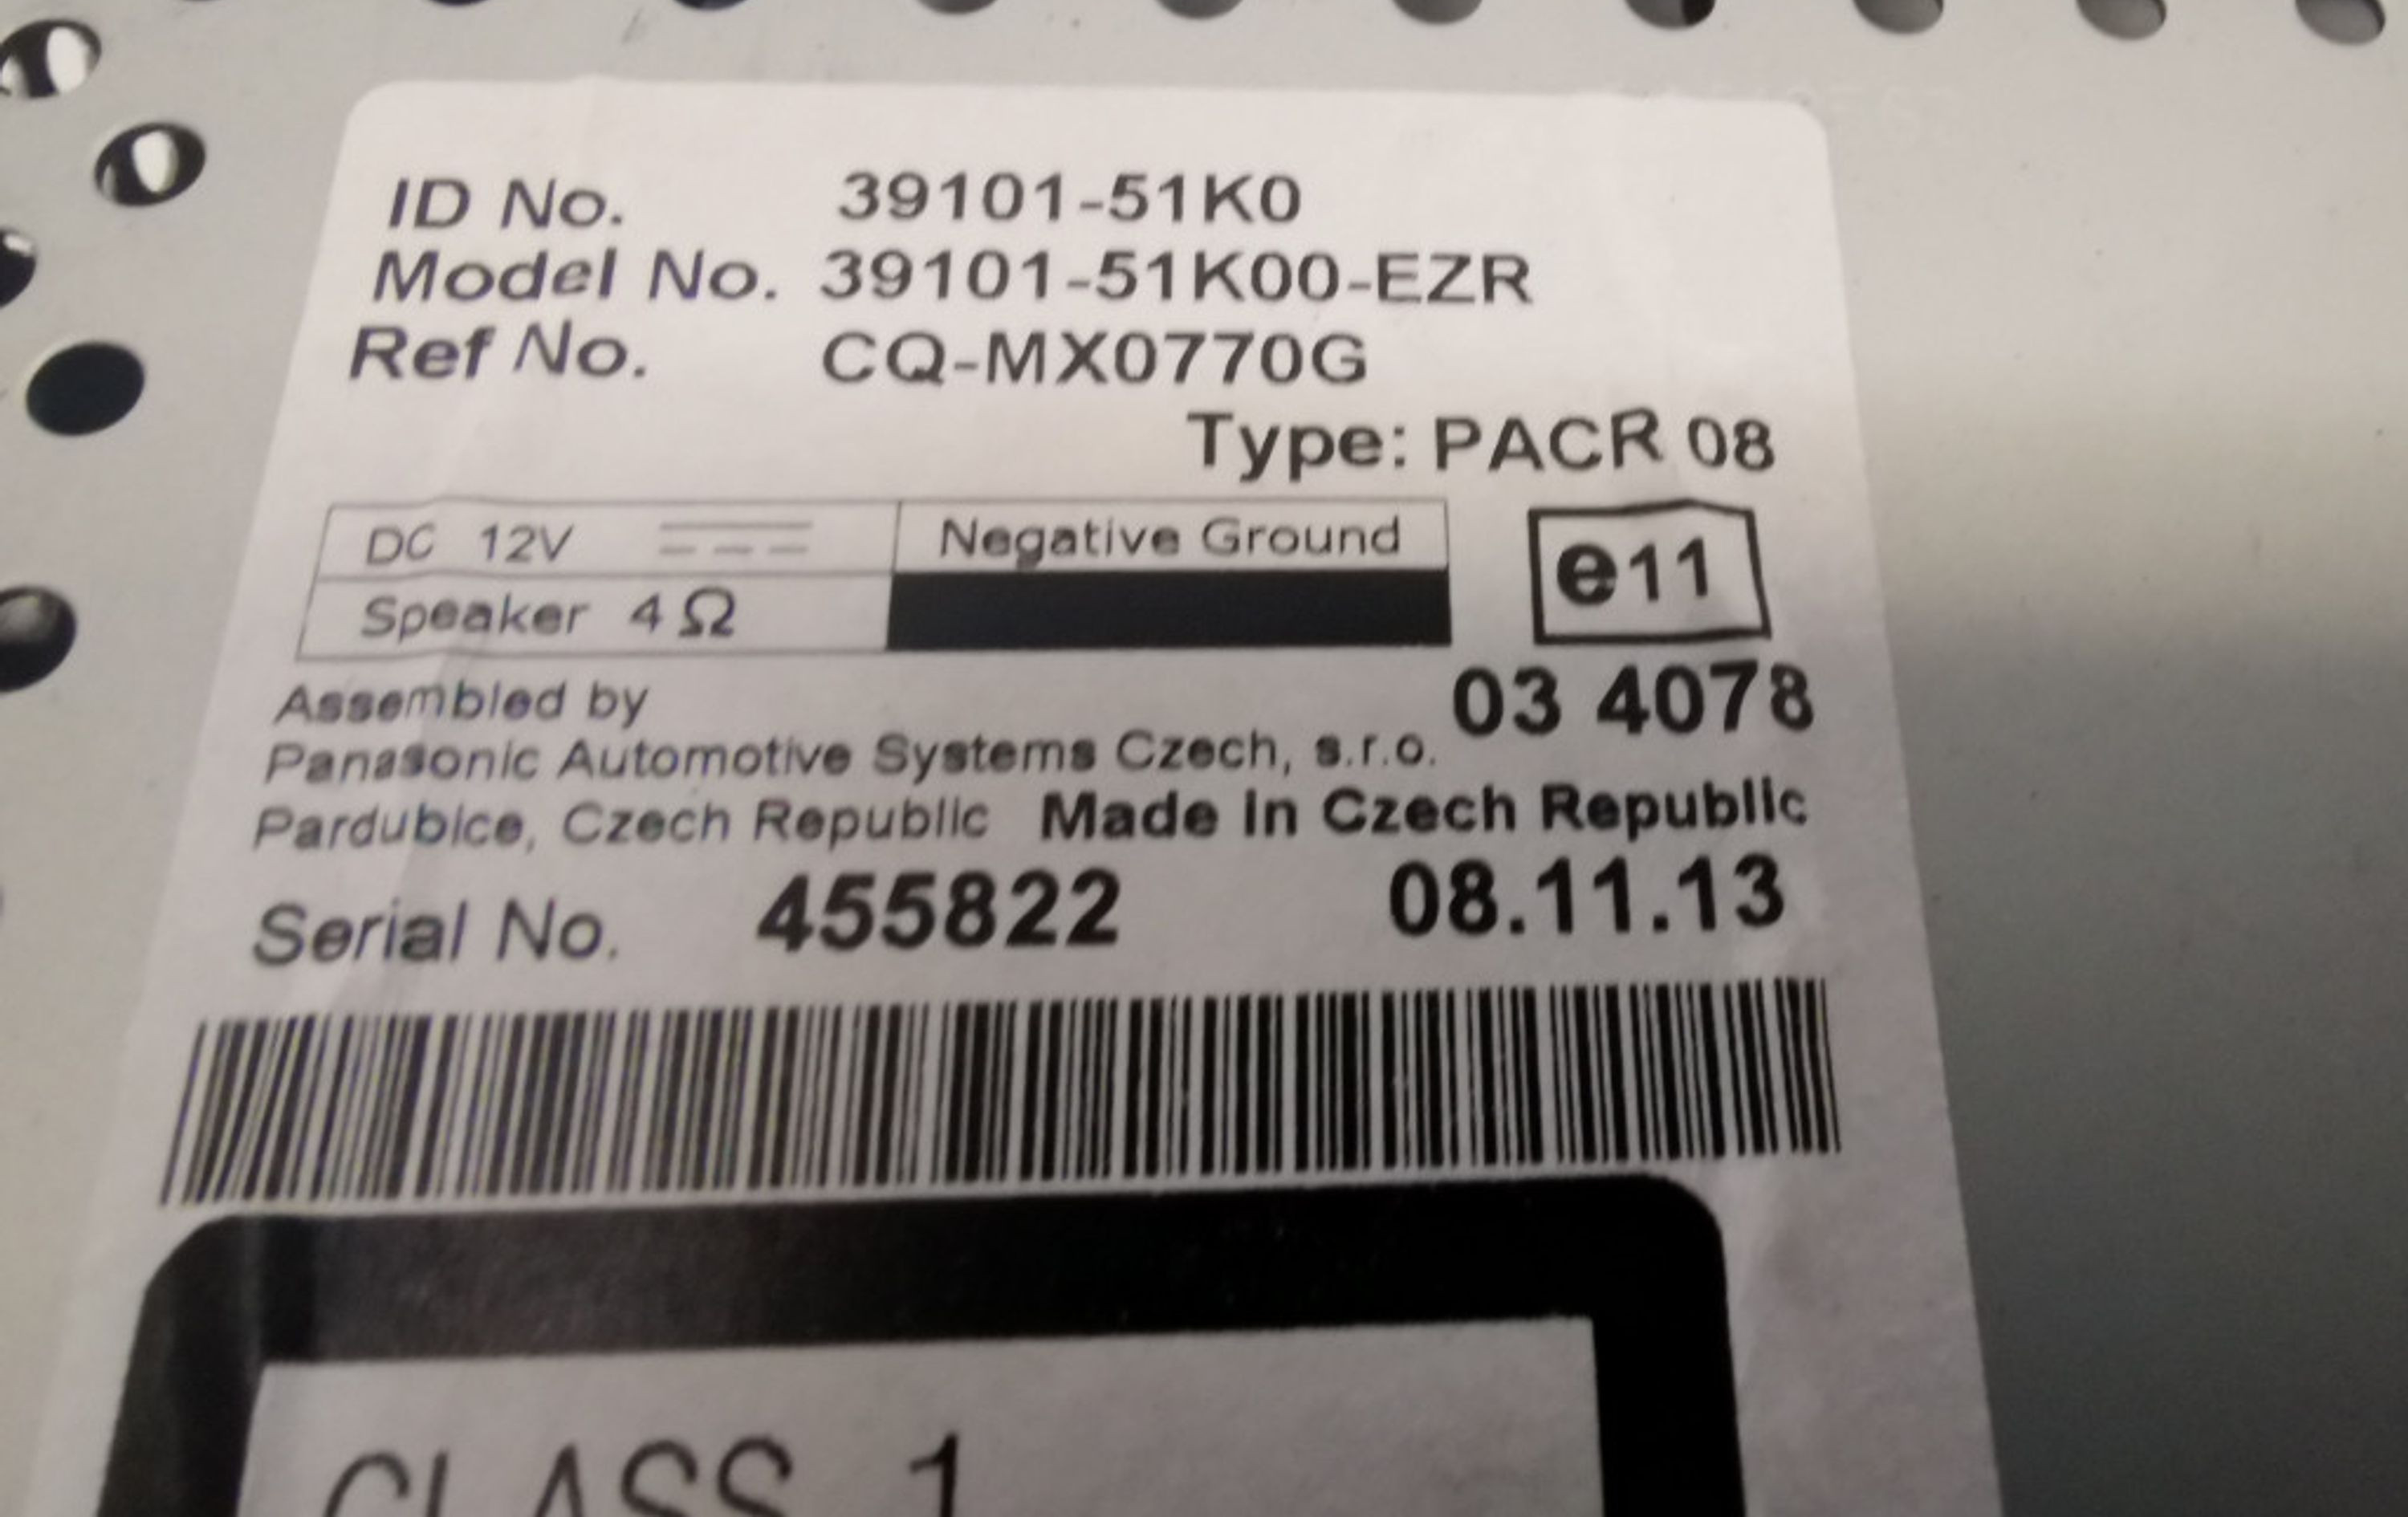 ID No. 39101-51K0
Model No. 39101-51K00-EZR
Ref No. CQ-MX0770G
Type: PACR 08
DC 12V Negative Ground
Speaker 4Ω
e11
Assembled by
03 4078
Panasonic Automotive Systems Czech, s.r.o.
Pardubice, Czech Republic Made in Czech Republic
Serial No. 455822 08.11.13
CLASS 1